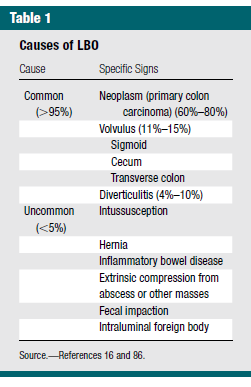 Table 1
Causes of LBO
Cause Specific Signs
Common Neoplasm (primary colon
(>95%) carcinoma) (60%–80%)
Volvulus (11%–15%)
Sigmoid
Cecum
Transverse colon
Diverticulitis (4%–10%)
Uncommon Intussusception
(<5%)
Hernia
Inflammatory bowel disease
Extrinsic compression from
abscess or other masses
Fecal impaction
Intraluminal foreign body
Source.—References 16 and 86.